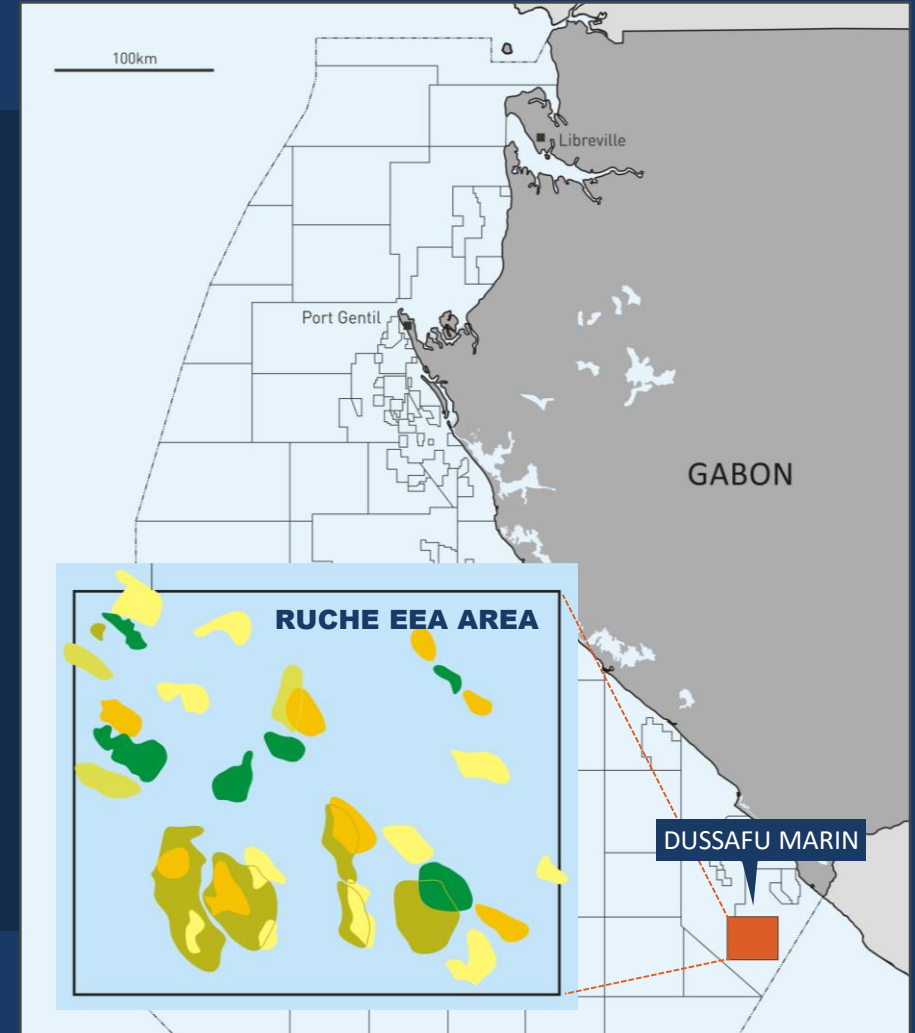 100km
Libreville
Port Gentil
GABON
RUCHE EEA AREA
DUSSAFU MARIN